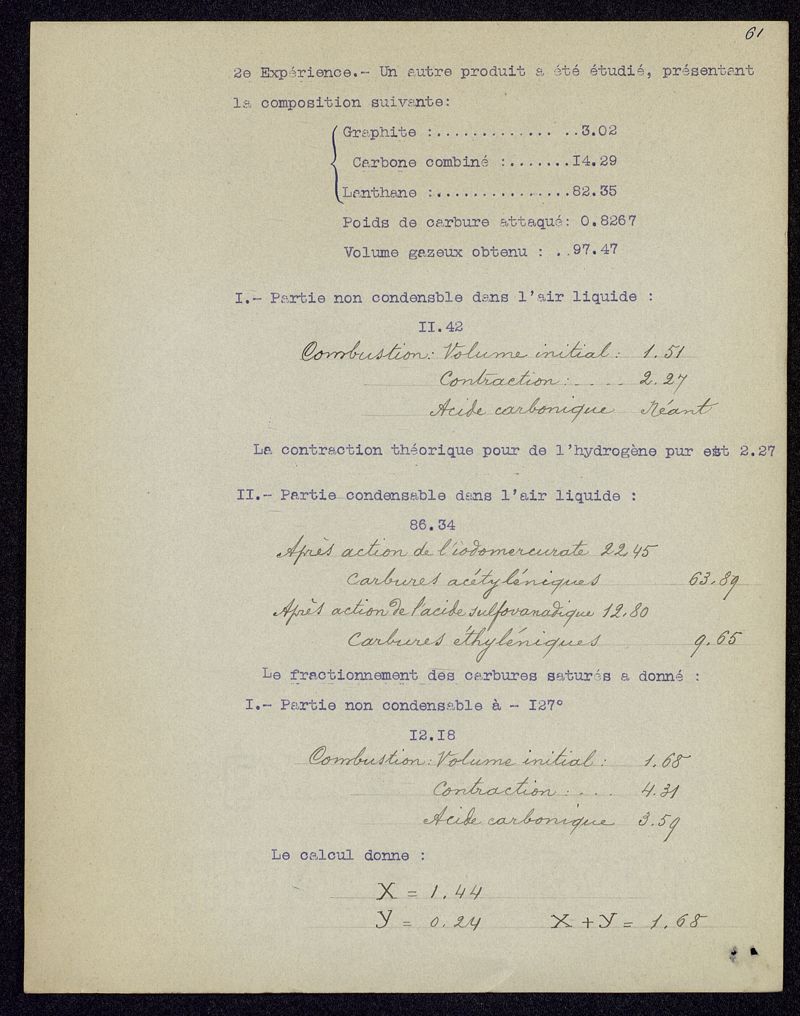 61
2e Expérience.- Un autre produit a été étudié, présentant
la composition suivante:
Graphite :............. ..3.02
Carbone combiné :.......I4.29
Lanthane :...............82.35
Poids de carbure attaqué: 0.8267
Volume gazeux obtenu : ..97.47
I.- Partie non condensble dans l'air liquide :
II.42
Combustion: Volume initial: 1.51
Contraction: .... 2.27
Acide carbonique Néant
La contraction théorique pour de l'hydrogène pur est 2.27
II.- Partie condensable dans l'air liquide :
86.34
Après action de l'iodomercurate 22.45
Carbures acétyléniques 63.89
Après action de l'acide sulfovanadique 12.80
Carbures éthyléniques 9.65
Le fractionnement des carbures saturés a donné :
I.- Partie non condensable à - I27°
I2.I8
Combustion: Volume initial: 1.68
Contraction: ... 4.31
Acide carbonique 3.59
Le calcul donne :
X = 1.44
Y = 0.24 X + Y = 1.68